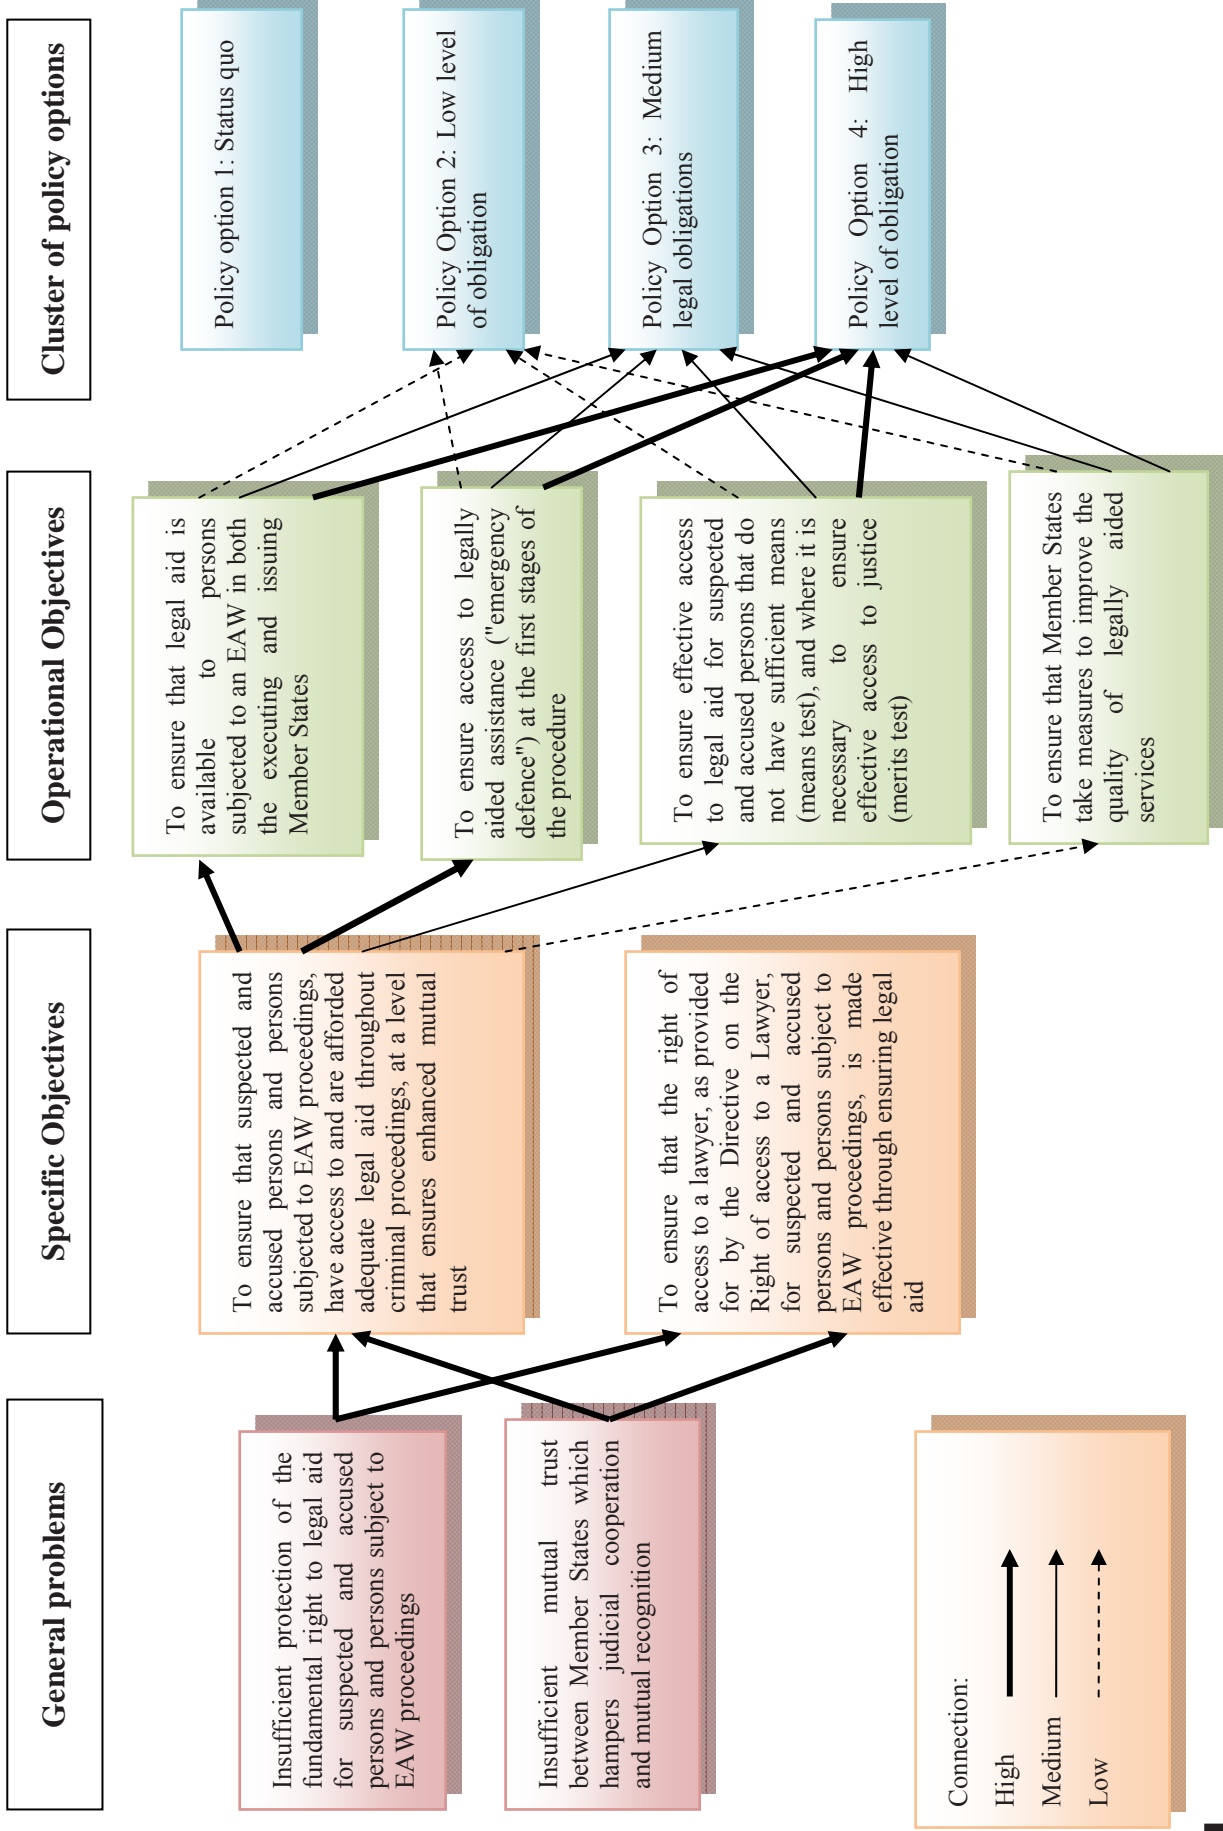 General problems
Specific Objectives
Operational Objectives
Cluster of policy options
Insufficient protection of the
fundamental right to legal aid
for suspected and accused
persons and persons subject to
EAW proceedings
Insufficient mutual trust
between Member States which
hampers judicial cooperation
and mutual recognition
Connection:
High
Medium
Low
To ensure that suspected and
accused persons and persons
subjected to EAW proceedings,
have access to and are afforded
adequate legal aid throughout
criminal proceedings, at a level
that ensures enhanced mutual
trust
To ensure that the right of
access to a lawyer, as provided
for by the Directive on the
Right of access to a Lawyer,
for suspected and accused
persons and persons subject to
EAW proceedings, is made
effective through ensuring legal
aid
To ensure that legal aid is
available to persons
subjected to an EAW in both
the executing and issuing
Member States
To ensure access to legally
aided assistance ("emergency
defence") at the first stages of
the procedure
To ensure effective access
to legal aid for suspected
and accused persons that do
not have sufficient means
(means test), and where it is
necessary to ensure
effective access to justice
(merits test)
To ensure that Member States
take measures to improve the
quality of legally aided
services
Policy option 1: Status quo
Policy Option 2: Low level
of obligation
Policy Option 3: Medium
legal obligations
Policy Option 4: High
level of obligation